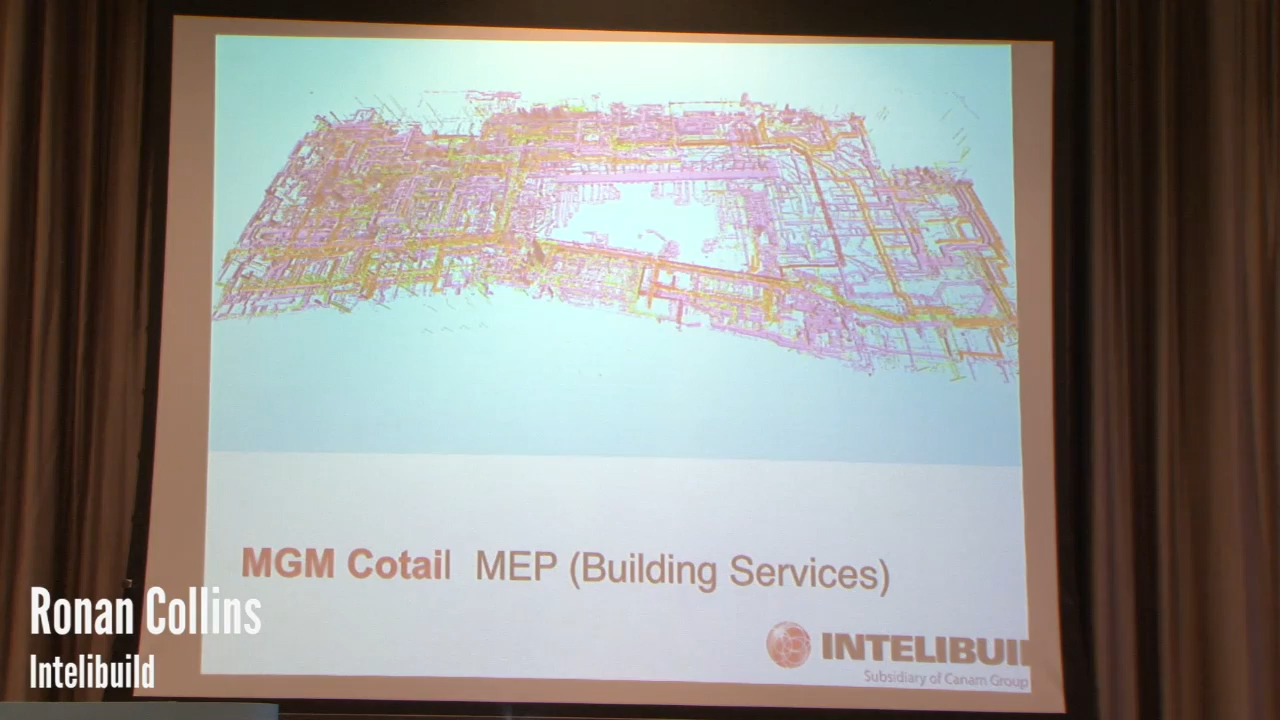 MGM Cotail MEP (Building Services)
Ronan Collins
Intelibuild
INTELIBUI
Subsidiary of Canam Group